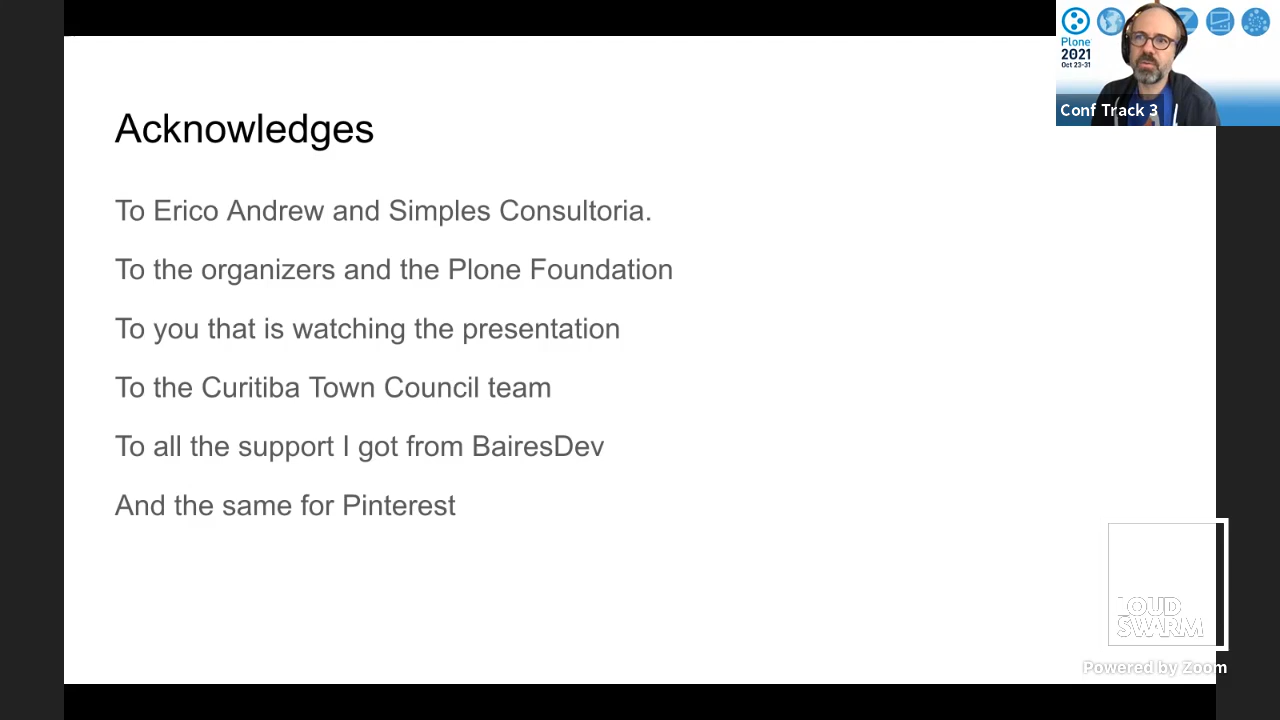 Acknowledges
To Erico Andrew and Simples Consultoria.
To the organizers and the Plone Foundation
To you that is watching the presentation
To the Curitiba Town Council team
To all the support I got from BairesDev
And the same for Pinterest
Plone
2021
Oct 23-31
Conf Track 3
LOUD
SWARM
Powered by Zoom